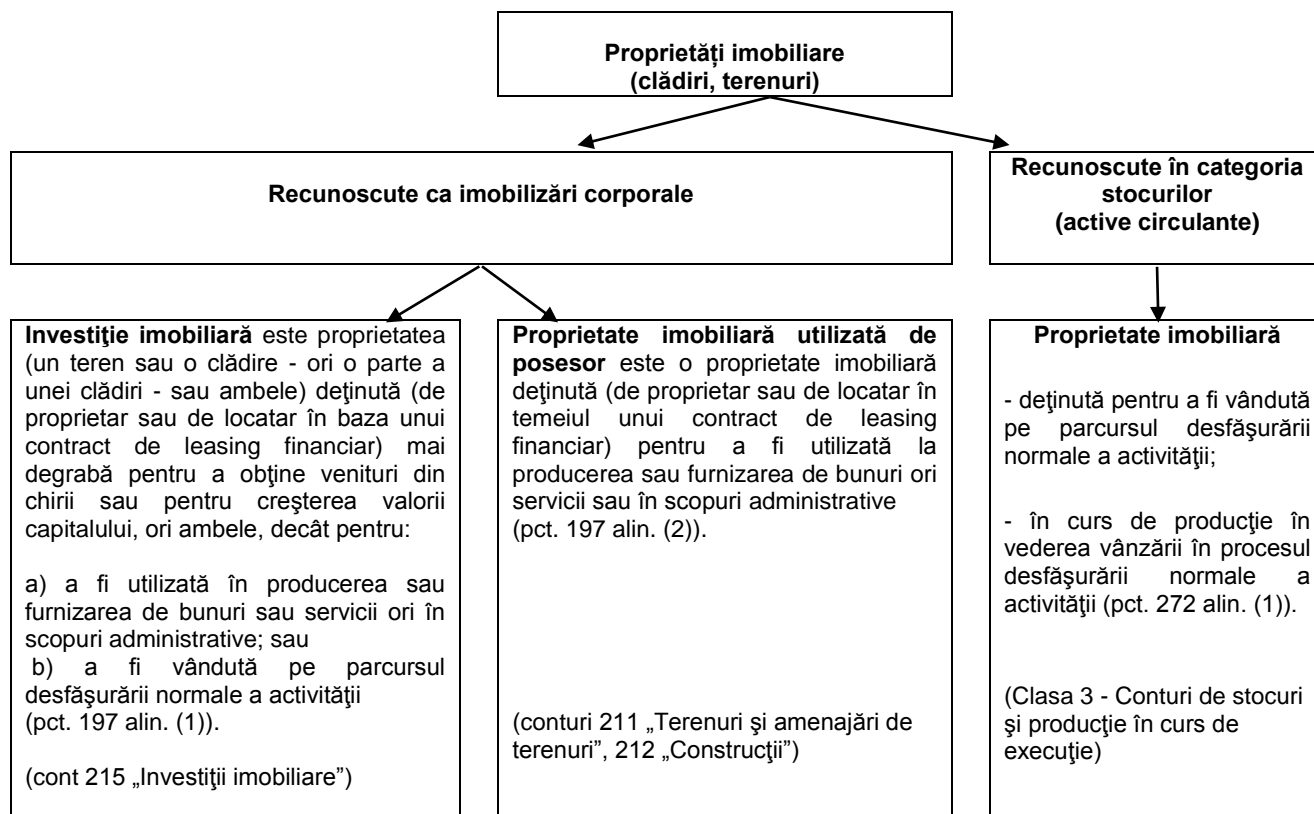 Proprietăți imobiliare
(clădiri, terenuri)
Recunoscute ca imobilizări corporale
Recunoscute în categoria
stocurilor
(active circulante)
Investiţie imobiliară este proprietatea
(un teren sau o clădire - ori o parte a
unei clădiri - sau ambele) deţinută (de
proprietar sau de locatar în baza unui
contract de leasing financiar) mai
degrabă pentru a obţine venituri din
chirii sau pentru creşterea valorii
capitalului, ori ambele, decât pentru:
a) a fi utilizată în producerea sau
furnizarea de bunuri sau servicii ori în
scopuri administrative; sau
b) a fi vândută pe parcursul
desfăşurării normale a activităţii
(pct. 197 alin. (1)).
(cont 215 „Investiţii imobiliare”)
Proprietate imobiliară utilizată de
posesor este o proprietate imobiliară
deţinută (de proprietar sau de locatar în
temeiul unui contract de leasing
financiar) pentru a fi utilizată la
producerea sau furnizarea de bunuri ori
servicii sau în scopuri administrative
(pct. 197 alin. (2)).
(conturi 211 „Terenuri şi amenajări de
terenuri”, 212 „Construcţii”)
Proprietate imobiliară
- deţinută pentru a fi vândută
pe parcursul desfăşurării
normale a activităţii;
- în curs de producţie în
vederea vânzării în procesul
desfăşurării normale a
activităţii (pct. 272 alin. (1)).
(Clasa 3 - Conturi de stocuri
şi producţie în curs de
execuţie)